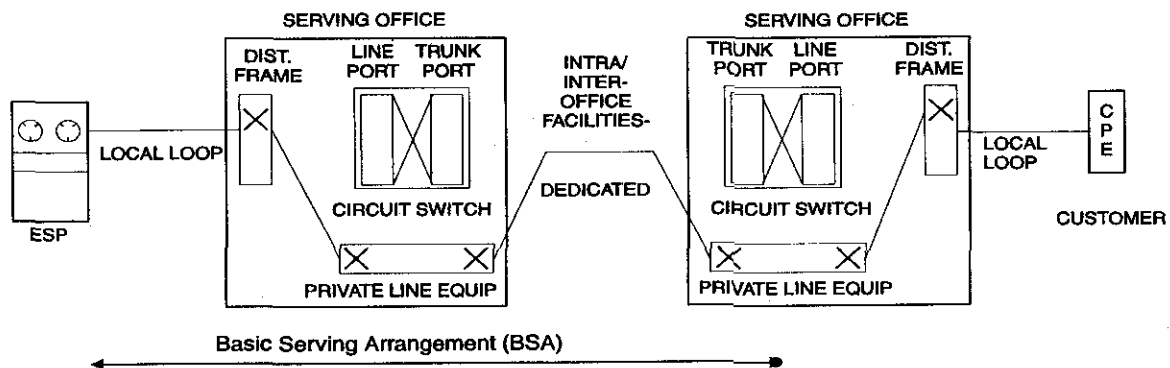 SERVING OFFICE
DIST.
FRAME
LINE
PORT
TRUNK
PORT
LOCAL LOOP
ESP
CIRCUIT SWITCH
PRIVATE LINE EQUIP
INTRA/
INTER-
OFFICE
FACILITIES-
DEDICATED
SERVING OFFICE
TRUNK
PORT
LINE
PORT
DIST.
FRAME
CIRCUIT SWITCH
PRIVATE LINE EQUIP
LOCAL
LOOP
CPE
CUSTOMER
Basic Serving Arrangement (BSA)